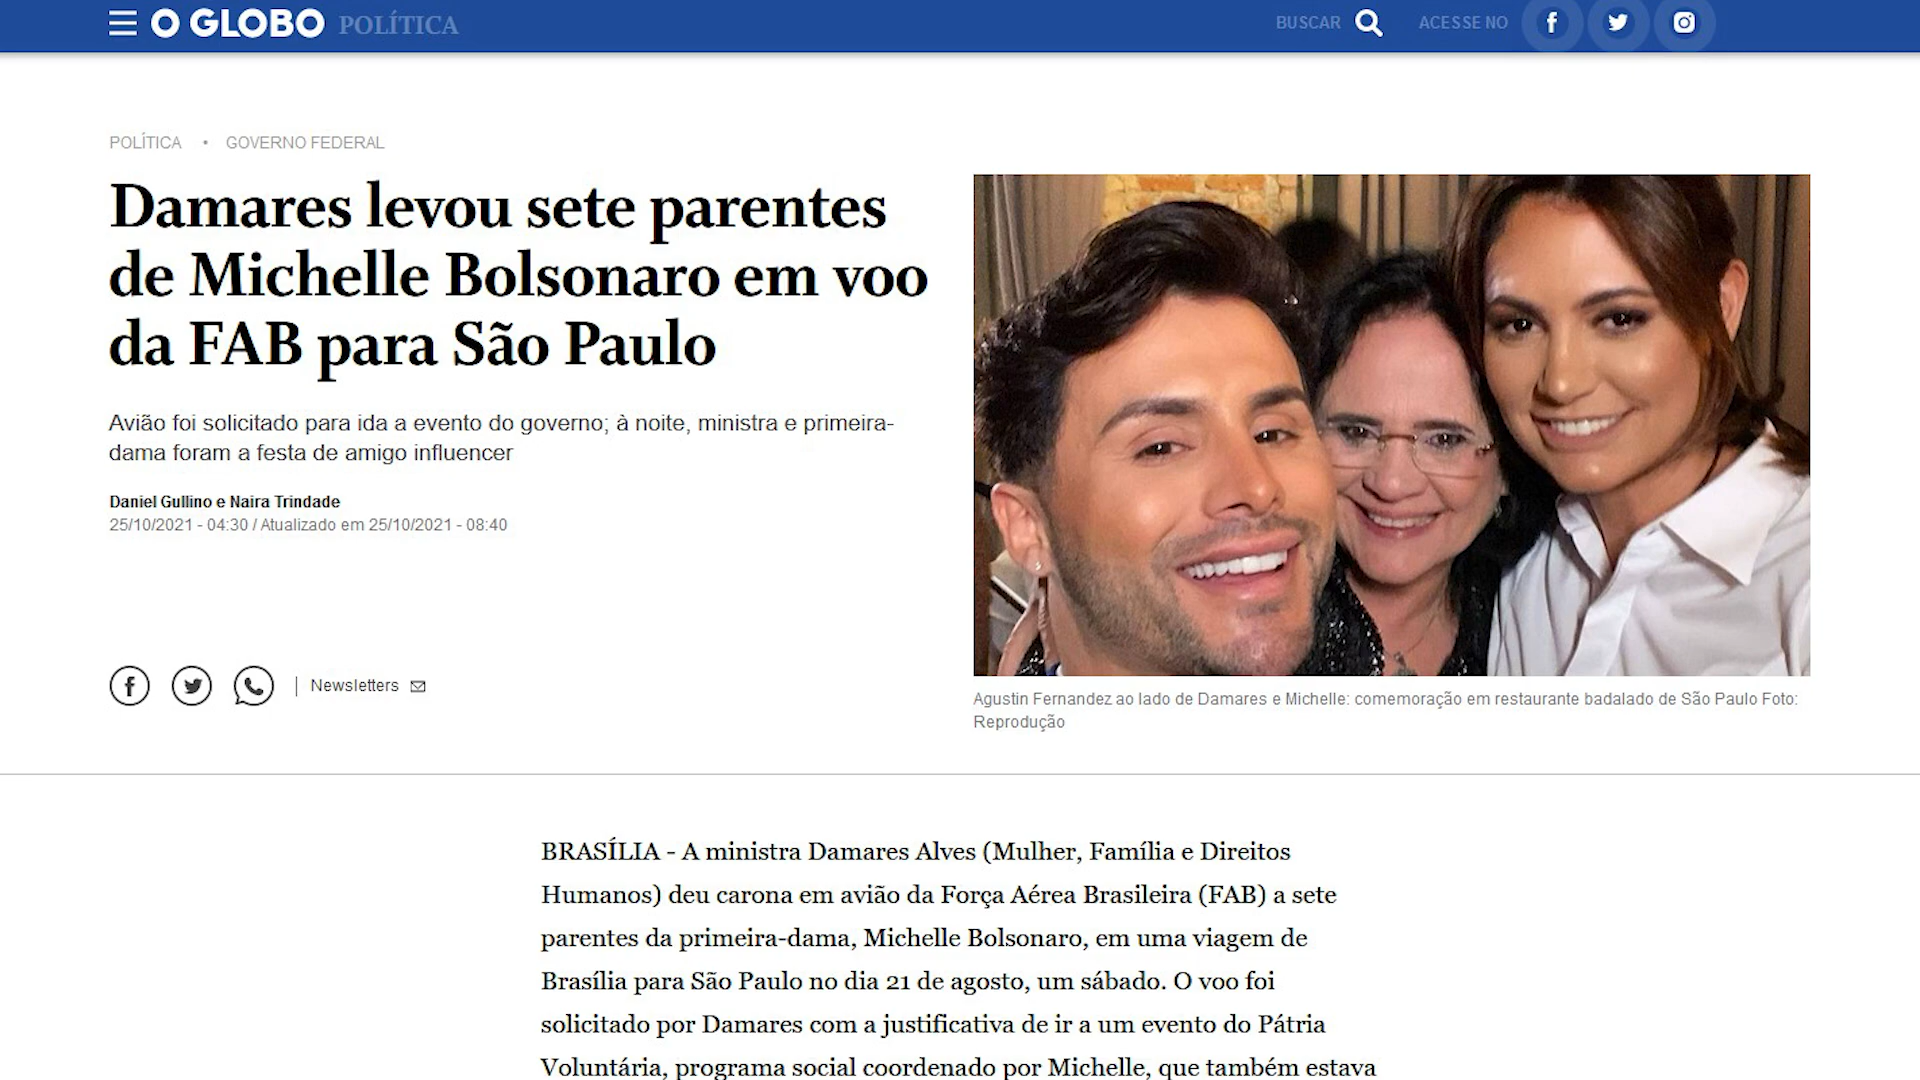 O GLOBO POLÍTICA BUSCAR ACESSE NO
POLÍTICA • GOVERNO FEDERAL
Damares levou sete parentes
de Michelle Bolsonaro em voo
da FAB para São Paulo
Avião foi solicitado para ida a evento do governo; à noite, ministra e primeira-
dama foram a festa de amigo influencer
Daniel Gullino e Naira Trindade
25/10/2021 - 04:30 / Atualizado em 25/10/2021 - 08:40
Newsletters
Agustin Fernandez ao lado de Damares e Michelle: comemoração em restaurante badalado de São Paulo Foto:
Reprodução
BRASÍLIA - A ministra Damares Alves (Mulher, Família e Direitos
Humanos) deu carona em avião da Força Aérea Brasileira (FAB) a sete
parentes da primeira-dama, Michelle Bolsonaro, em uma viagem de
Brasília para São Paulo no dia 21 de agosto, um sábado. O voo foi
solicitado por Damares com a justificativa de ir a um evento do Pátria
Voluntária, programa social coordenado por Michelle, que também estava